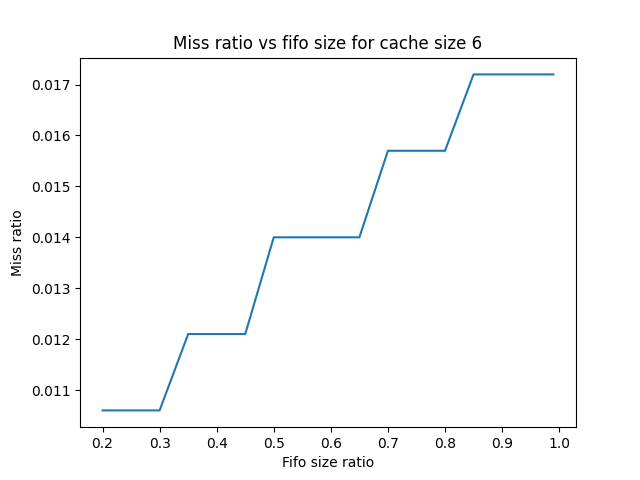 Miss ratio vs fifo size for cache size 6
0.017
0.016
0.015
0.014
0.013
0.012
0.011
Miss ratio
0.2 0.3 0.4 0.5 0.6 0.7 0.8 0.9 1.0
Fifo size ratio